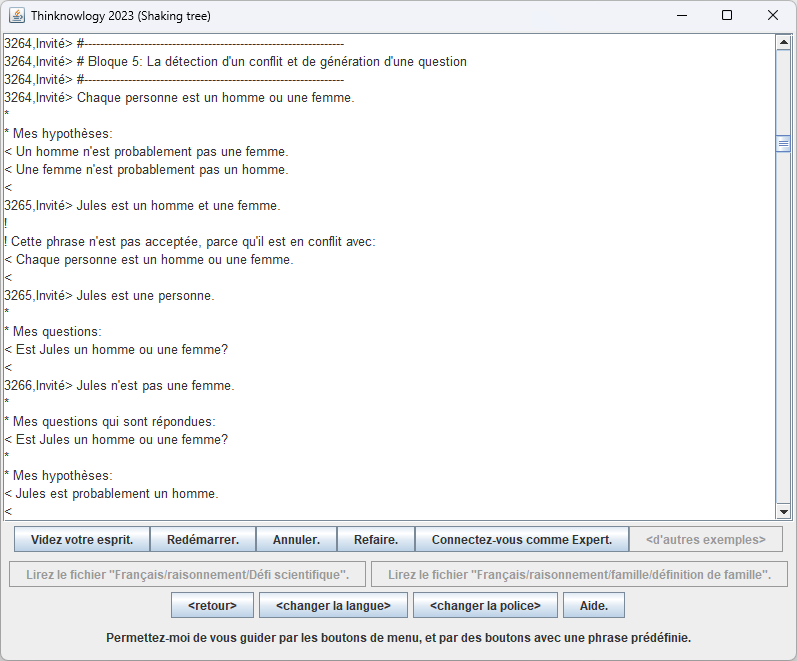 Thinknowlogy 2023 (Shaking tree)
3264,Invité> #-----------------------------------------------------------------
3264,Invité> # Bloque 5: La détection d'un conflit et de génération d'une question
3264,Invité> #-----------------------------------------------------------------
3264,Invité> Chaque personne est un homme ou une femme.
*
* Mes hypothèses:
< Un homme n'est probablement pas une femme.
< Une femme n'est probablement pas un homme.
<
3265,Invité> Jules est un homme et une femme.
!
! Cette phrase n'est pas acceptée, parce qu'il est en conflit avec:
< Chaque personne est un homme ou une femme.
<
3265,Invité> Jules est une personne.
*
* Mes questions:
< Est Jules un homme ou une femme?
<
3266,Invité> Jules n'est pas une femme.
*
* Mes questions qui sont répondues:
< Est Jules un homme ou une femme?
*
* Mes hypothèses:
< Jules est probablement un homme.
<
Videz votre esprit. Redémarrer. Annuler. Refaire. Connectez-vous comme Expert. <d'autres exemples>
Lirez le fichier "Français/raisonnement/Défi scientifique". Lirez le fichier "Français/raisonnement/famille/définition de famille".
<retour> <changer la langue> <changer la police> Aide.
Permettez-moi de vous guider par les boutons de menu, et par des boutons avec une phrase prédéfinie.